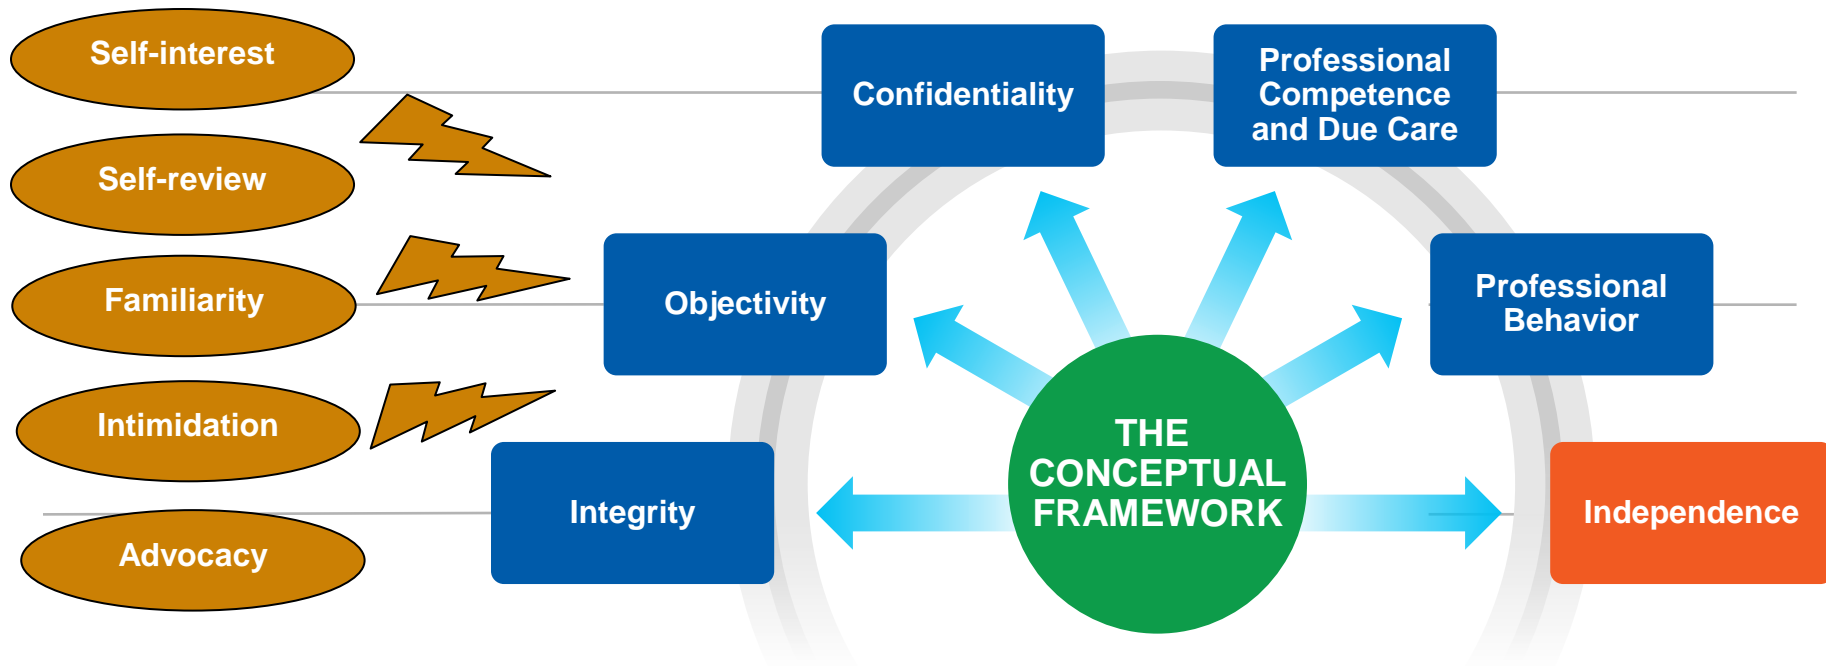 Self-interest
Self-review
Familiarity
Intimidation
Advocacy
Confidentiality
Professional
Competence
and Due Care
Objectivity
Professional
Behavior
Integrity
THE
CONCEPTUAL
FRAMEWORK
Independence